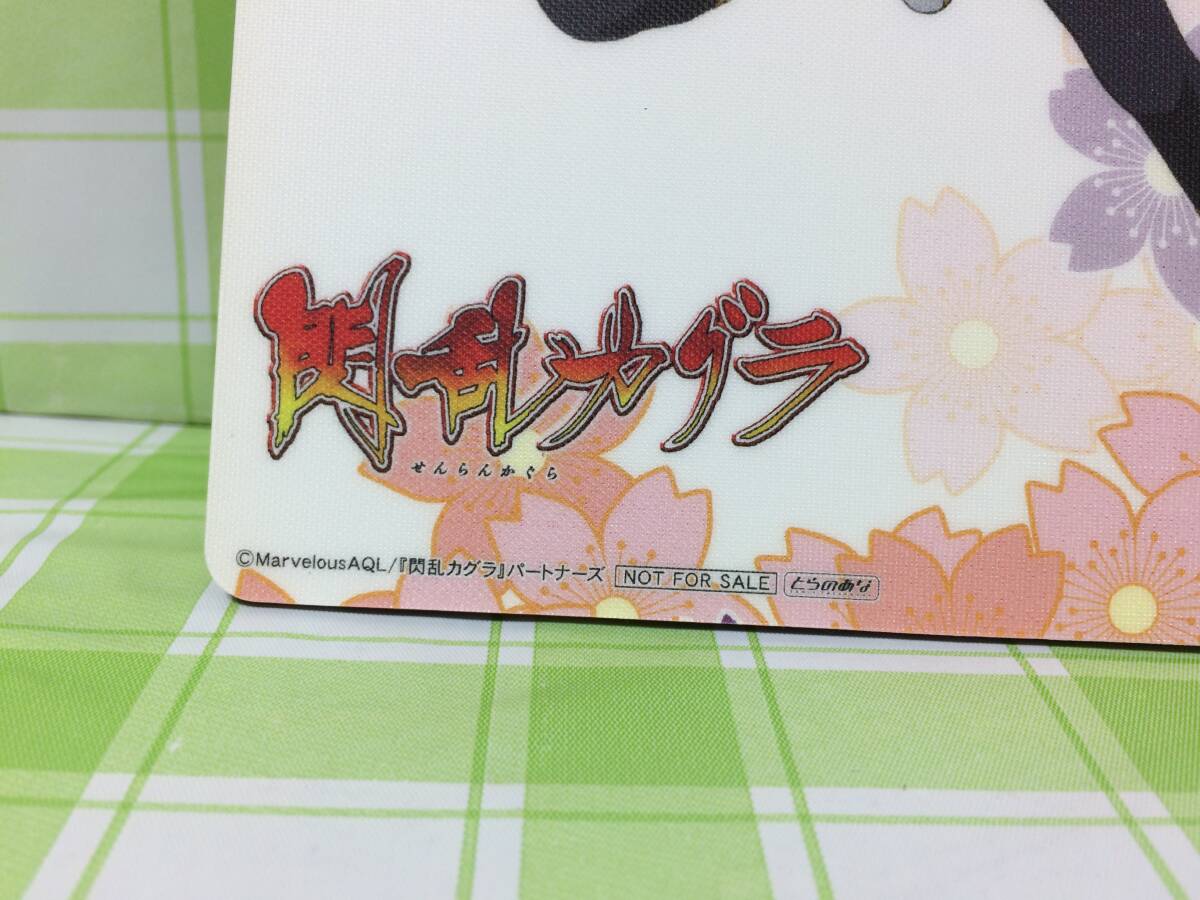 閃乱カグラ
せんらんかぐら
©MarvelousAQL/『閃乱カグラ』パートナーズ NOT FOR SALE とらのあな